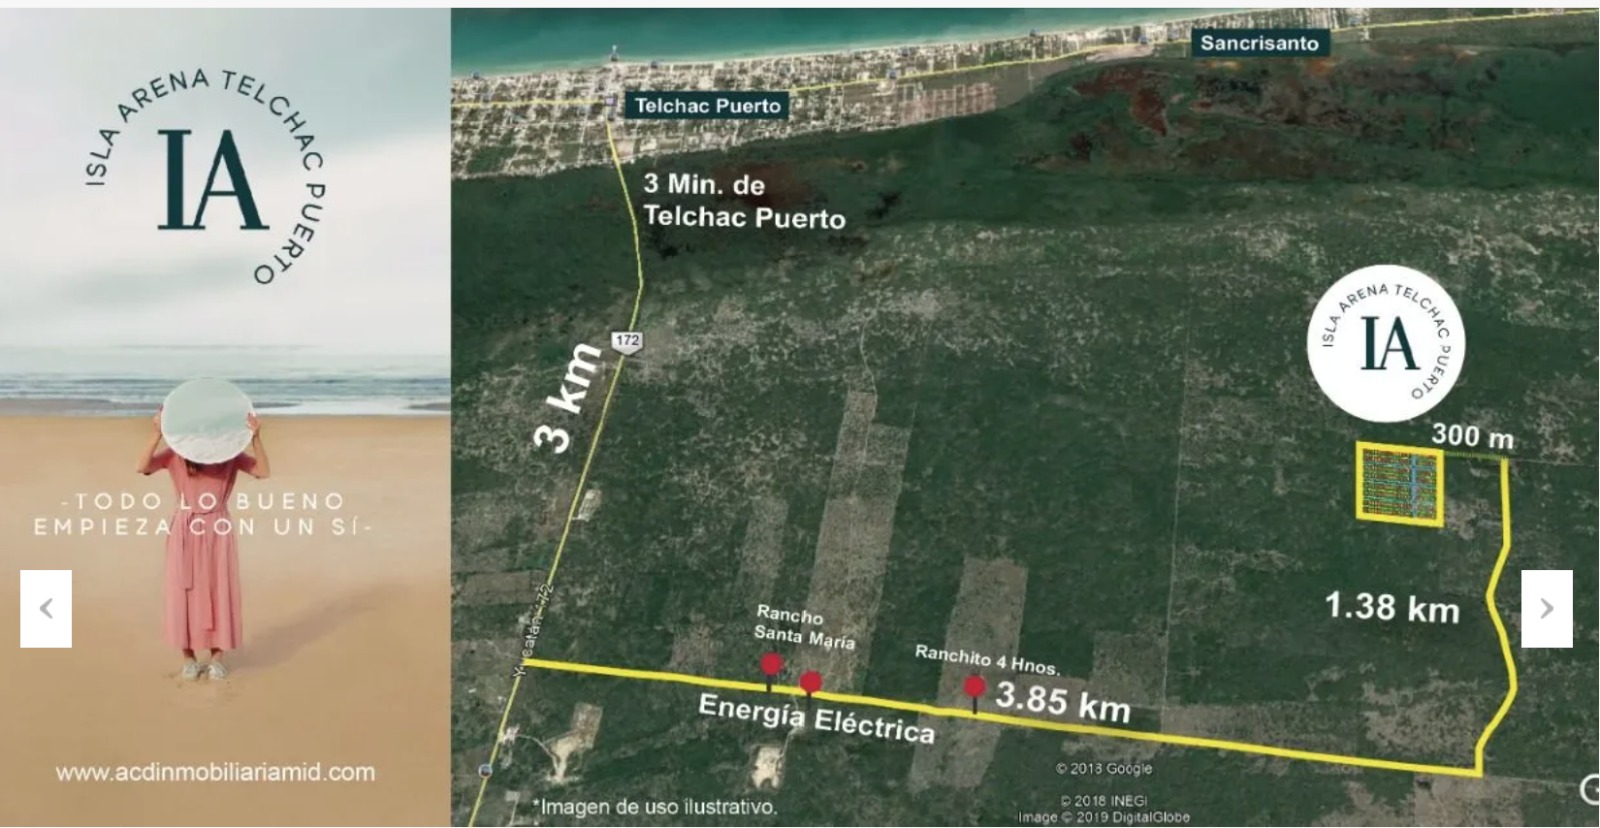 ISLA ARENA TELCHAC PUERTO
IA
-TODO LO BUENO
EMPIEZA CON UN SÍ-
www.acdinmobiliariamid.com
Sancrisanto
Telchac Puerto
3 Min. de
Telchac Puerto
172
3 km
ISLA ARENA TELCHAC PUERTO
IA
300 m
1.38 km
Yucatán 172
Rancho
Santa María
Ranchito 4 Hnos.
3.85 km
Energía Eléctrica
© 2018 Google
© 2018 INEGI
Image © 2019 DigitalGlobe
*Imagen de uso ilustrativo.